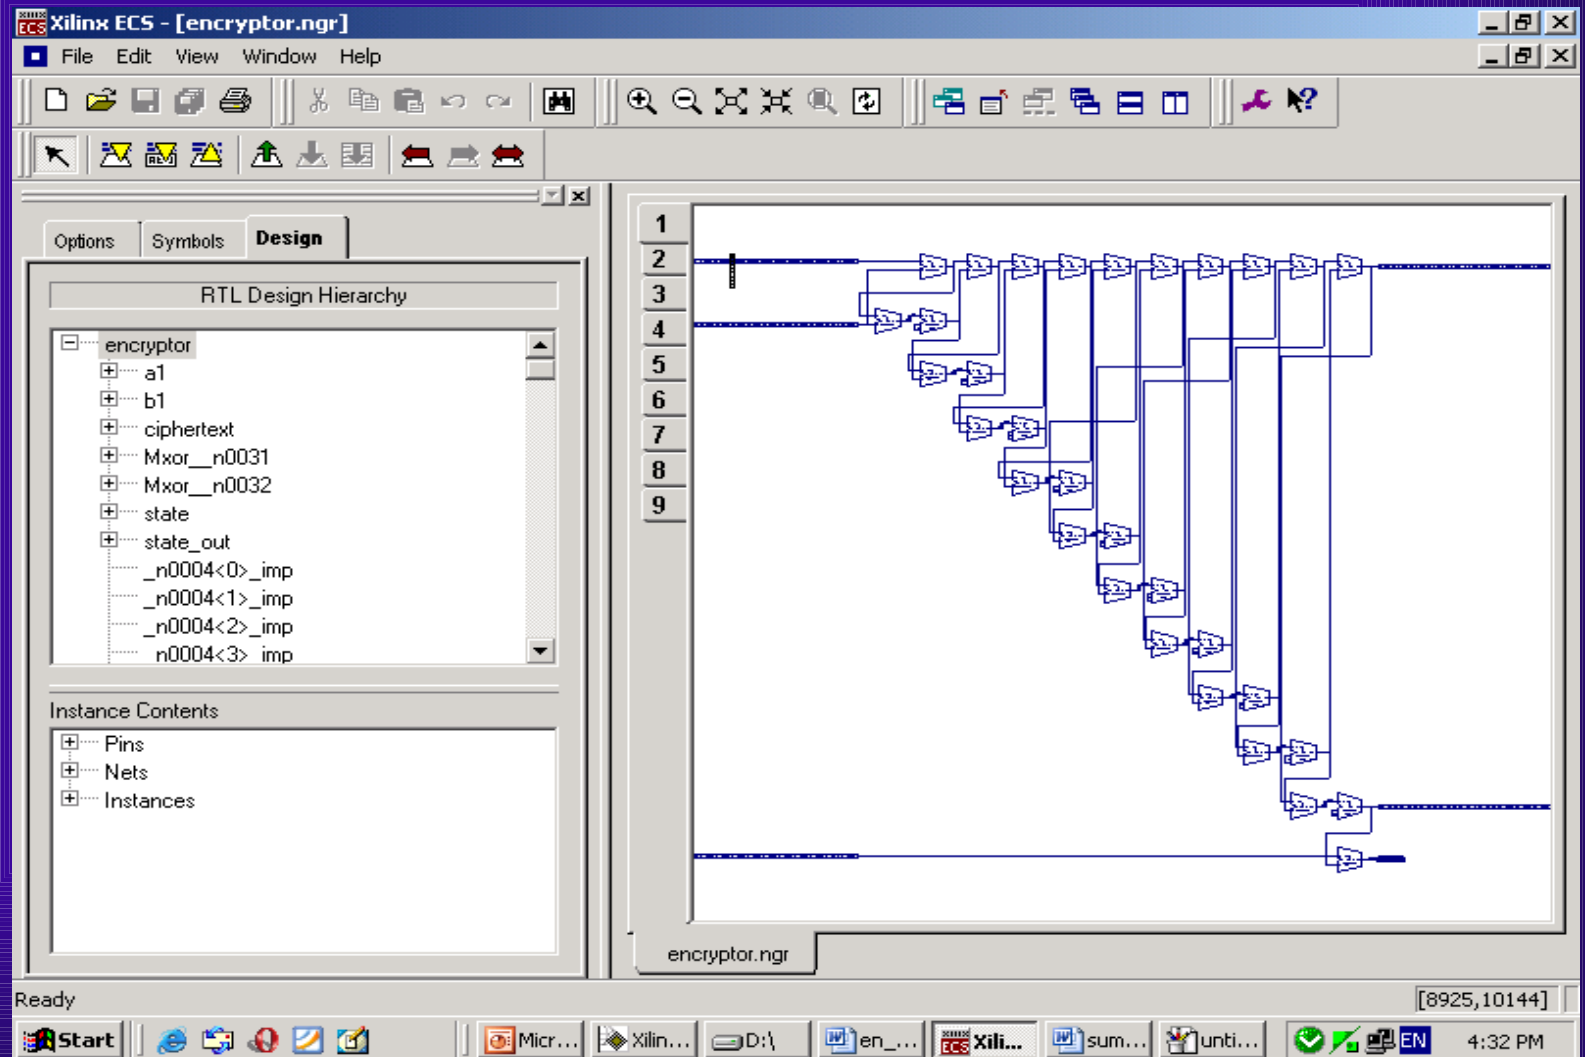 Xilinx ECS - [encryptor.ngr]
File Edit View Window Help
Options Symbols Design
RTL Design Hierarchy
encryptor
a1
b1
ciphertext
Mxor__n0031
Mxor__n0032
state
state_out
_n0004<0>_imp
_n0004<1>_imp
_n0004<2>_imp
_n0004<3>_imp
Instance Contents
Pins
Nets
Instances
1
2
3
4
5
6
7
8
9
encryptor.ngr
Ready [8925,10144]
Start Micr... Xilin... D:\ en_... Xili... sum... unti... EN 4:32 PM